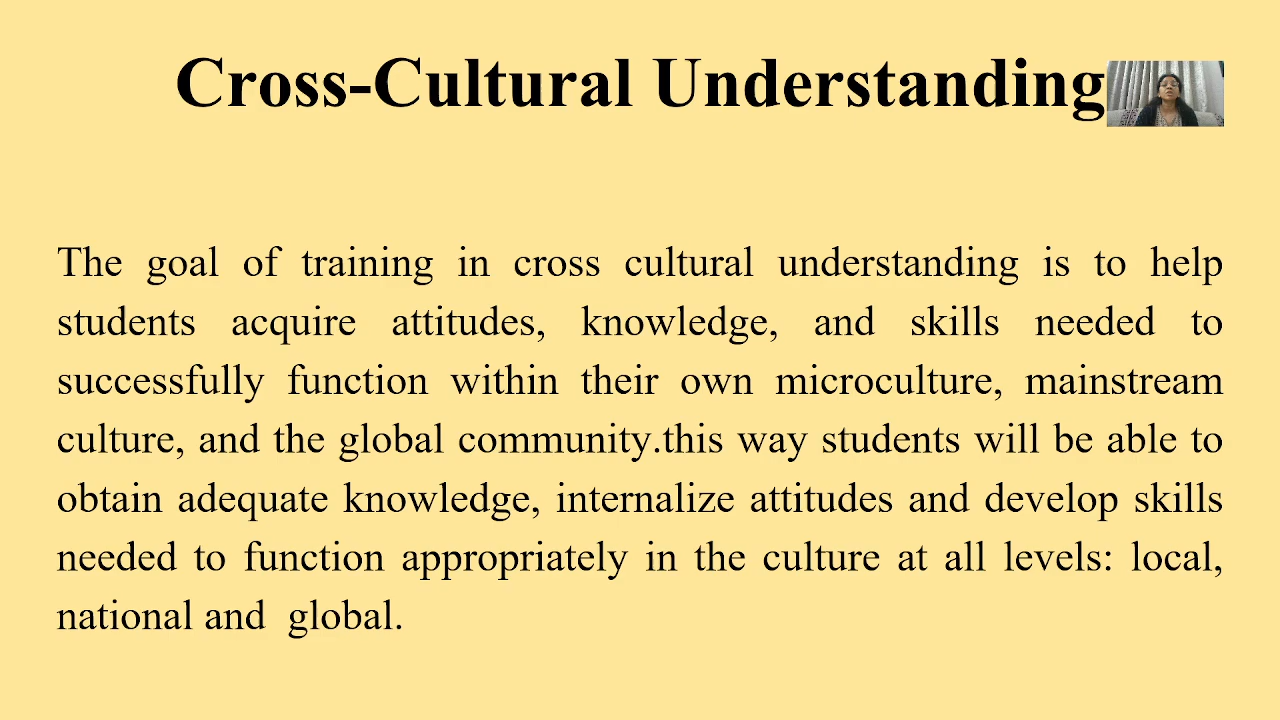 Cross-Cultural Understanding
The goal of training in cross cultural understanding is to help
students acquire attitudes, knowledge, and skills needed to
successfully function within their own microculture, mainstream
culture, and the global community.this way students will be able to
obtain adequate knowledge, internalize attitudes and develop skills
needed to function appropriately in the culture at all levels: local,
national and  global.